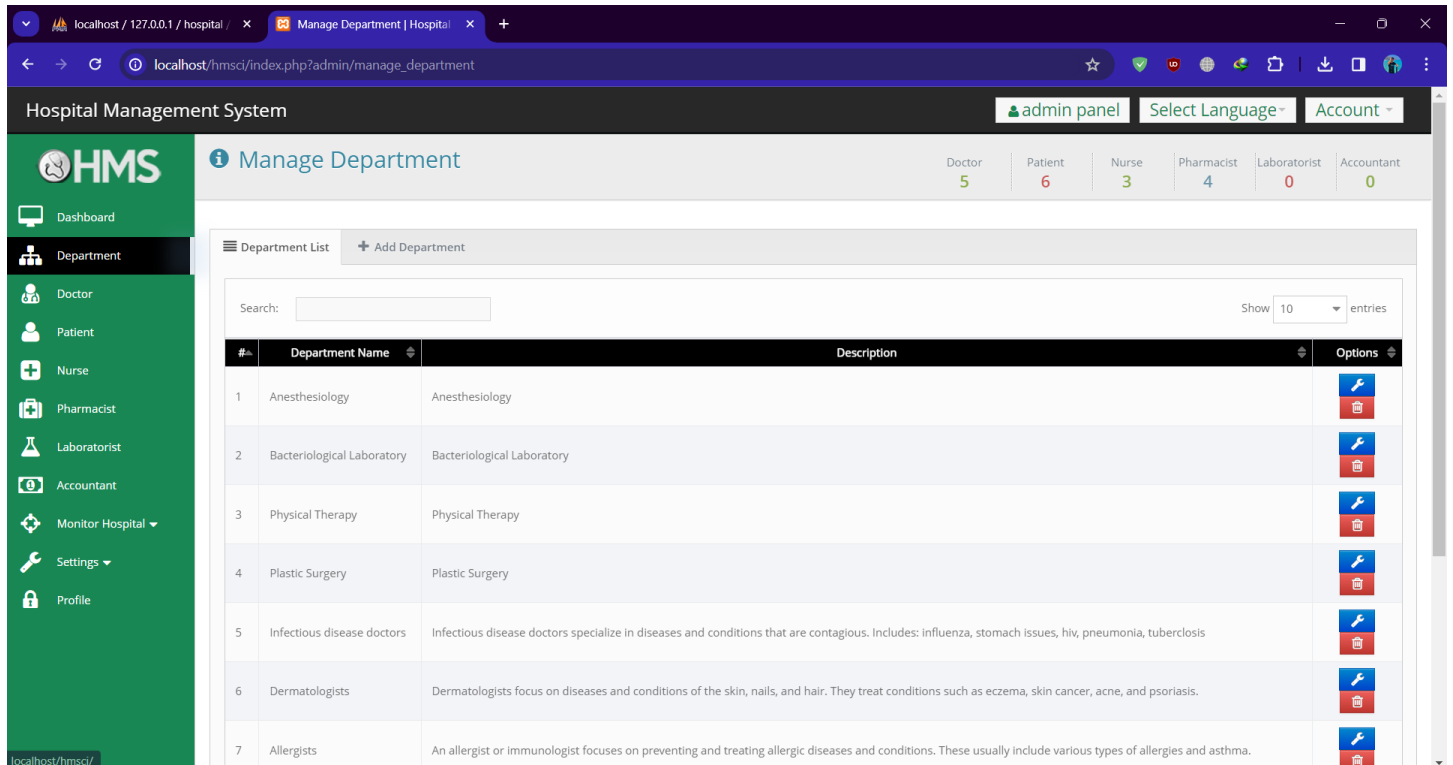 localhost / 127.0.0.1 / hospital /
Manage Department | Hospital
localhost/hmsci/index.php?admin/manage_department
Hospital Management System
admin panel
Select Language
Account
HMS
Manage Department
Doctor Patient Nurse Pharmacist Laboratorist Accountant
5 6 3 4 0 0
Dashboard
Department
Doctor
Patient
Nurse
Pharmacist
Laboratorist
Accountant
Monitor Hospital
Settings
Profile
Department List
Add Department
Search:
Show 10 entries
# Department Name Description Options
1 Anesthesiology Anesthesiology
2 Bacteriological Laboratory Bacteriological Laboratory
3 Physical Therapy Physical Therapy
4 Plastic Surgery Plastic Surgery
5 Infectious disease doctors Infectious disease doctors specialize in diseases and conditions that are contagious. Includes: influenza, stomach issues, hiv, pneumonia, tuberclosis
6 Dermatologists Dermatologists focus on diseases and conditions of the skin, nails, and hair. They treat conditions such as eczema, skin cancer, acne, and psoriasis.
7 Allergists An allergist or immunologist focuses on preventing and treating allergic diseases and conditions. These usually include various types of allergies and asthma.
localhost/hmsci/